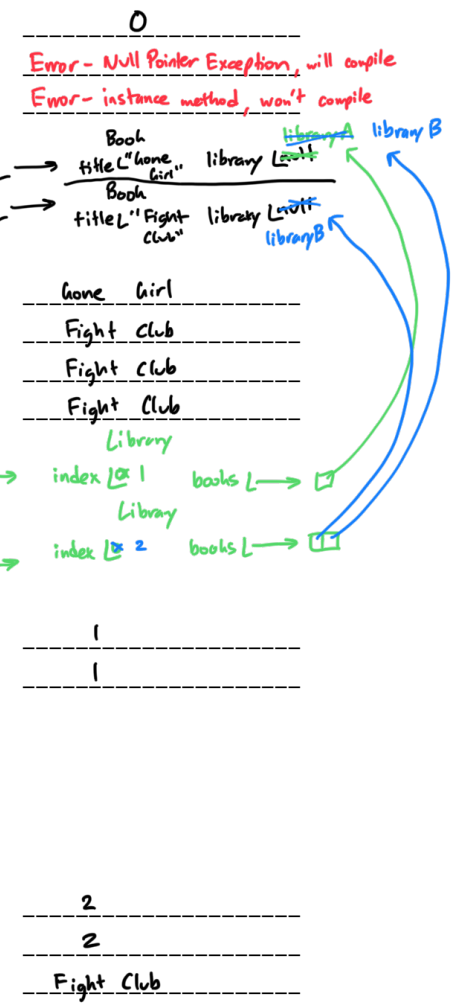 0
Error - Null Pointer Exception, will compile
Error - instance method, won't compile
Book libraryA libraryB
title "Gone Girl" library null
Book
title "Fight Club" library null
libraryB
Gone Girl
Fight Club
Fight Club
Fight Club
Library
index 0 1 books
Library
index 0 2 books
1
1
2
2
Fight Club